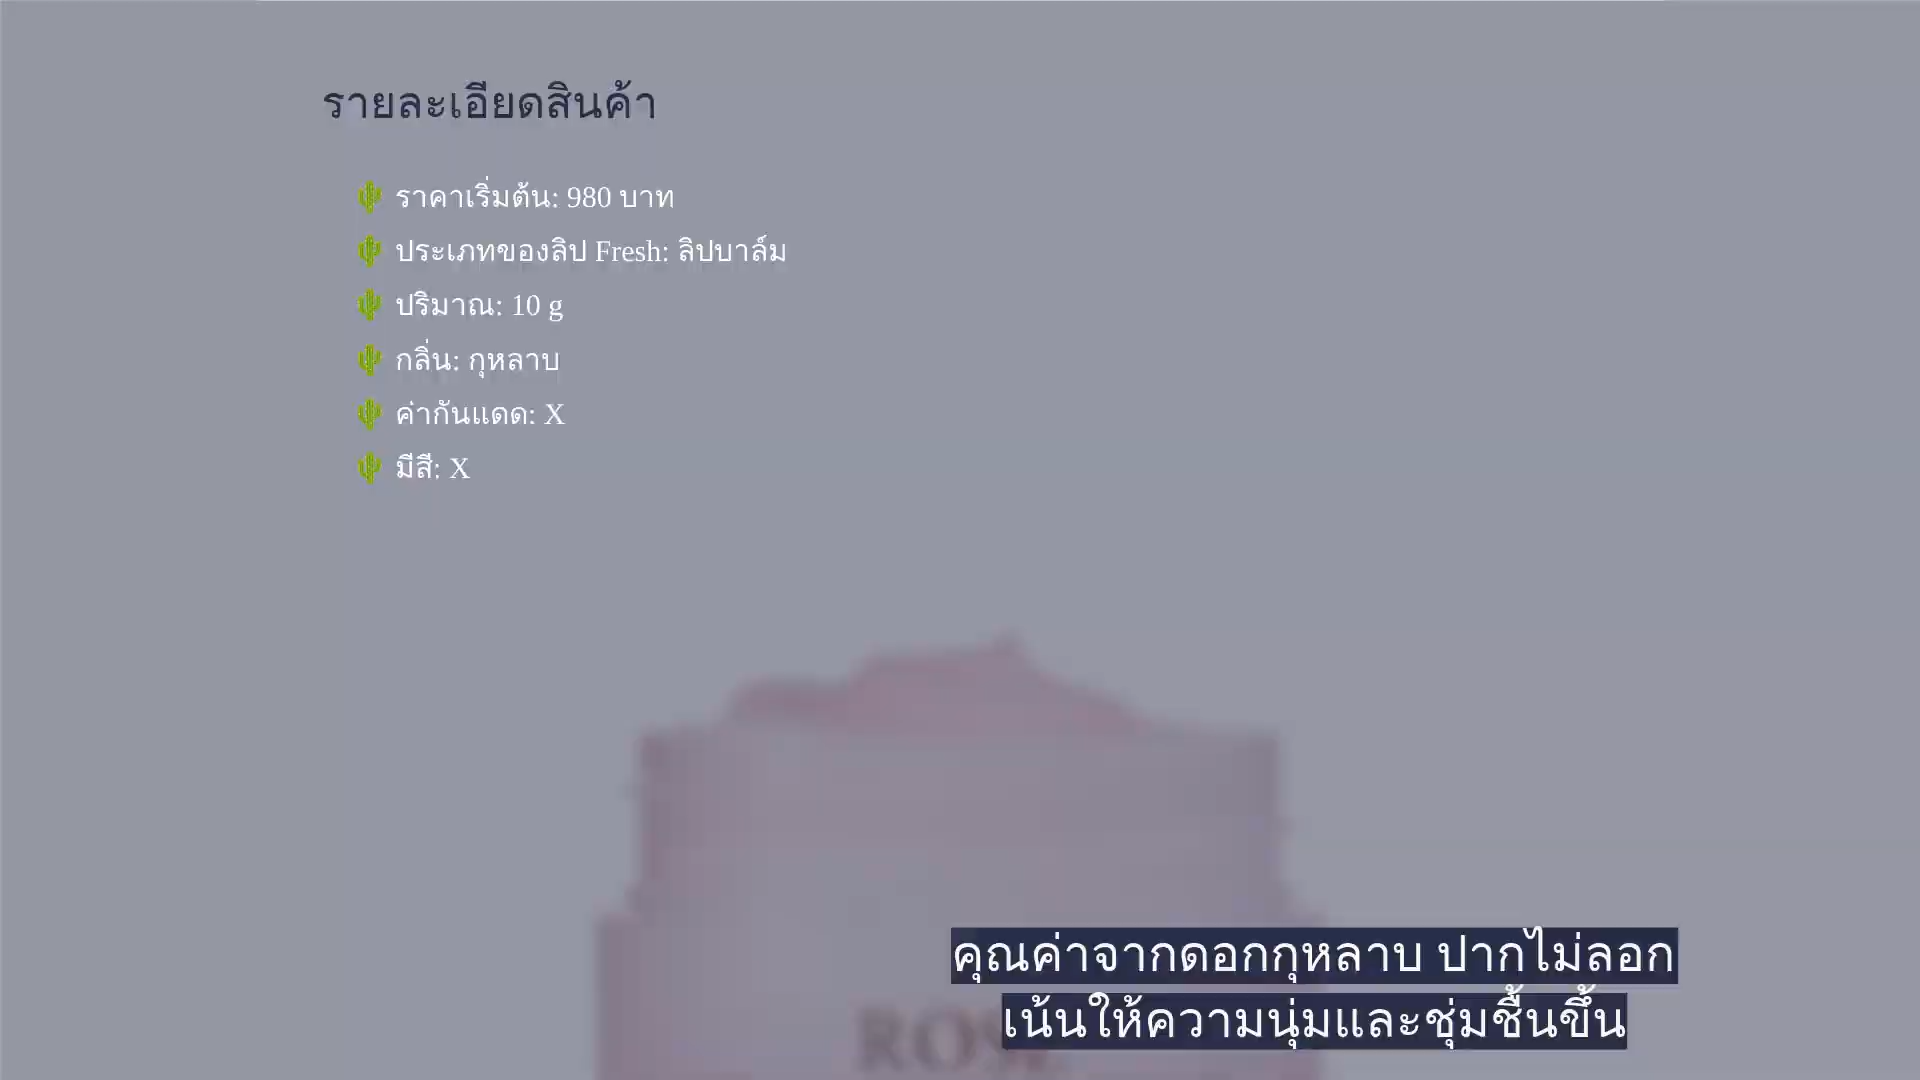 รายละเอียดสินค้า
🌵 ราคาเริ่มต้น: 980 บาท
🌵 ประเภทของลิป Fresh: ลิปบาล์ม
🌵 ปริมาณ: 10 g
🌵 กลิ่น: กุหลาบ
🌵 ค่ากันแดด: X
🌵 มีสี: X
คุณค่าจากดอกกุหลาบ ปากไม่ลอก
เน้นให้ความนุ่มและชุ่มชื้นขึ้น
ROSE